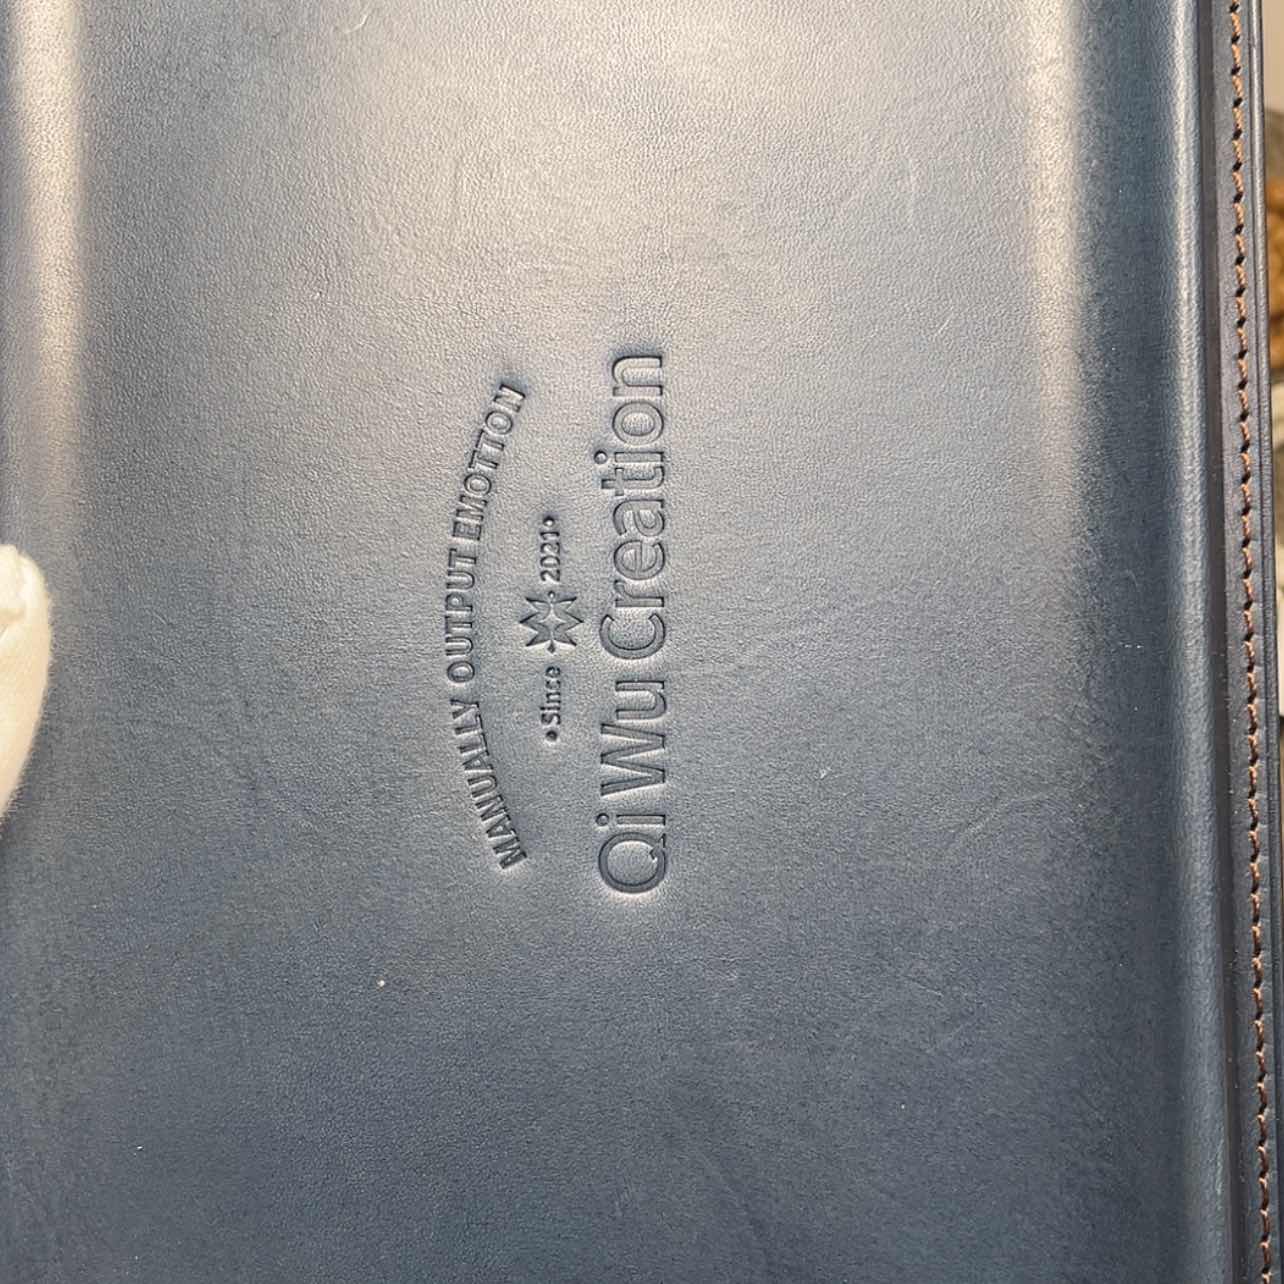 MANUALLY OUTPUT EMOTTON
•Since 2021•
Qi Wu Creation